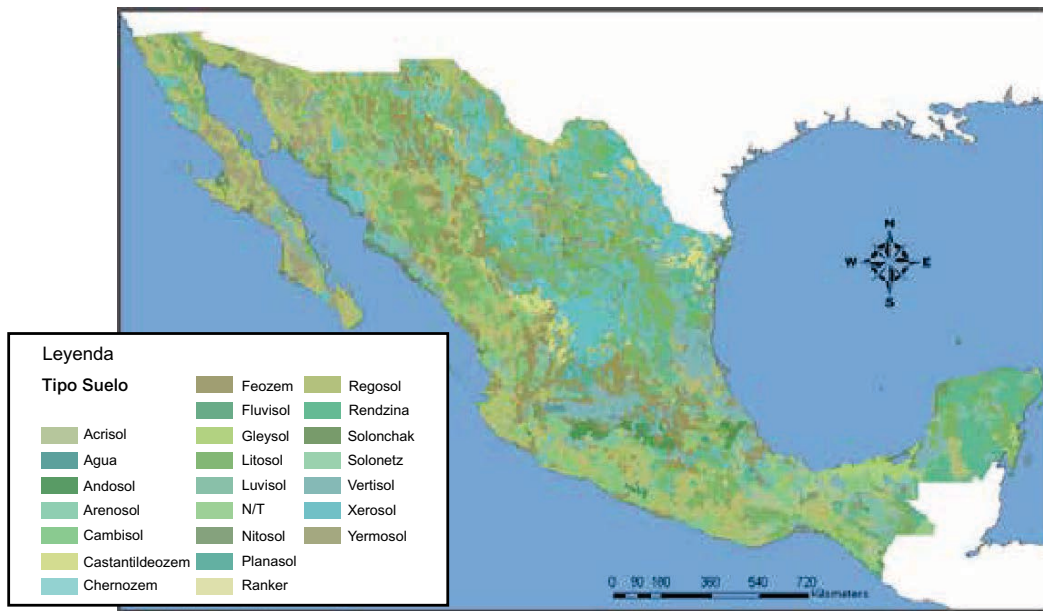 N
W E
S
Leyenda
Tipo Suelo
Acrisol
Agua
Andosol
Arenosol
Cambisol
Castantildeozem
Chernozem
Feozem
Fluvisol
Gleysol
Litosol
Luvisol
N/T
Nitosol
Planasol
Ranker
Regosol
Rendzina
Solonchak
Solonetz
Vertisol
Xerosol
Yermosol
0 90 180 360 540 720
Kilometers